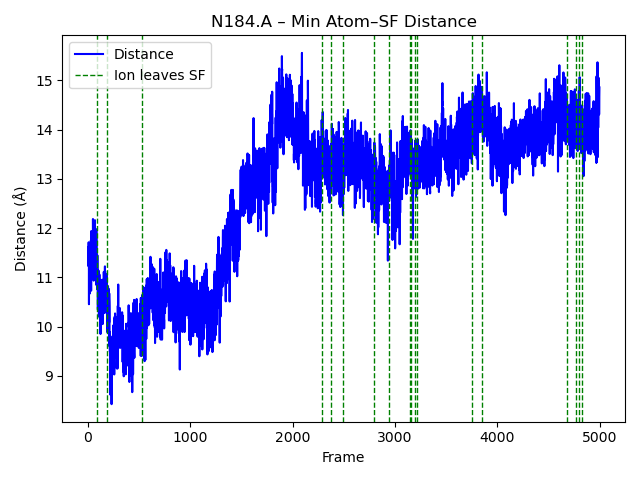 N184.A – Min Atom–SF Distance
Distance
Ion leaves SF
15
14
13
12
11
10
9
Distance (Å)
0 1000 2000 3000 4000 5000
Frame